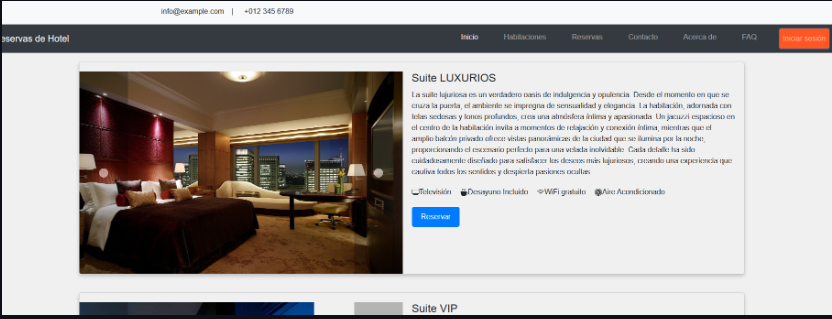 info@example.com | +012 345 6789
eservas de Hotel Inicio Habitaciones Reservas Contacto Acerca de FAQ Iniciar sesión
Suite LUXURIOS
La suite lujuriosa es un verdadero oasis de indulgencia y opulencia. Desde el momento en que se
cruza la puerta, el ambiente se impregna de sensualidad y elegancia. La habitación, adornada con
telas sedosas y tonos profundos, crea una atmósfera íntima y apasionada. Un jacuzzi espacioso en
el centro de la habitación invita a momentos de relajación y conexión íntima, mientras que el
amplio balcón privado ofrece vistas panorámicas de la ciudad que se ilumina por la noche,
proporcionando el escenario perfecto para una velada inolvidable. Cada detalle ha sido
cuidadosamente diseñado para satisfacer los deseos más lujuriosos, creando una experiencia que
cautiva todos los sentidos y despierta pasiones ocultas.
Televisión Desayuno Incluido WiFi gratuito Aire Acondicionado
Reservar
Suite VIP